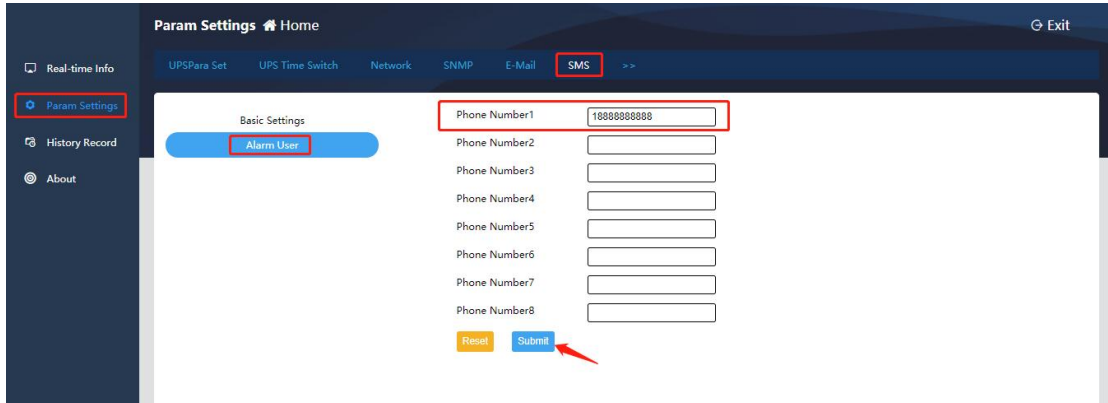 Param Settings Home
Exit
Real-time Info
Param Settings
History Record
About
UPSPara Set UPS Time Switch Network SNMP E-Mail SMS >>
Basic Settings
Alarm User
Phone Number1 18888888888
Phone Number2
Phone Number3
Phone Number4
Phone Number5
Phone Number6
Phone Number7
Phone Number8
Reset Submit